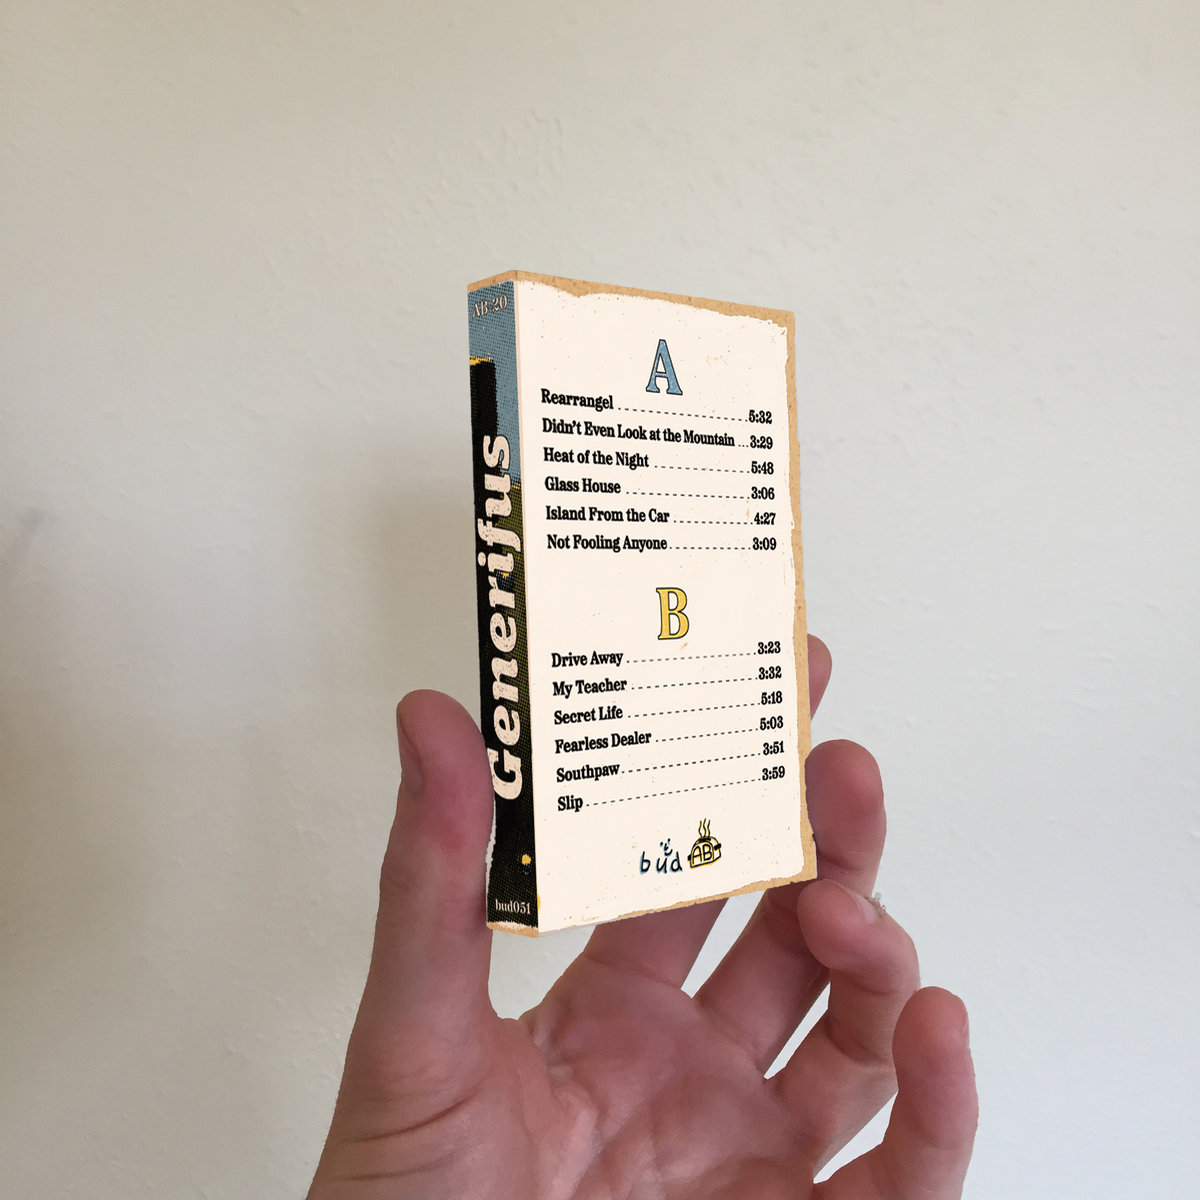 AB-20
Generifus
bud051
A
Rearrangel ........................ 5:32
Didn't Even Look at the Mountain ... 3:29
Heat of the Night ........................ 5:48
Glass House ........................ 3:06
Island From the Car ........................ 4:27
Not Fooling Anyone ........................ 3:09
B
Drive Away ........................ 3:23
My Teacher ........................ 3:32
Secret Life ........................ 5:18
Fearless Dealer ........................ 5:03
Southpaw ........................ 3:51
Slip ........................ 3:59
büd AB